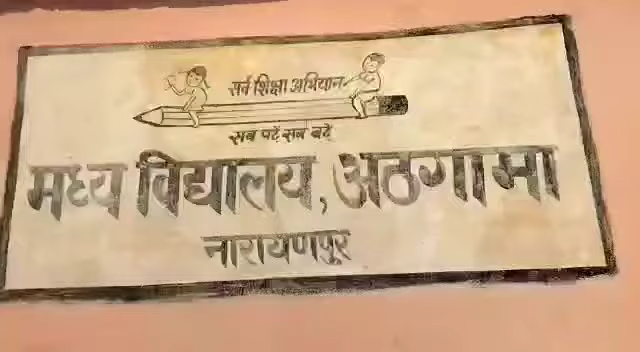 सर्व शिक्षा अभियान
सब पढ़ें सब बढ़ें
मध्य विद्यालय, अठगामा
नारायणपुर